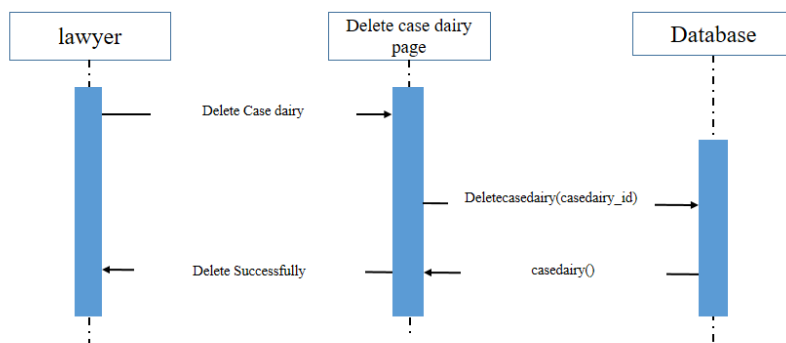 lawyer
Delete case dairy
page
Database
Delete Case dairy
Deletecasedairy(casedairy_id)
Delete Successfully
casedairy()